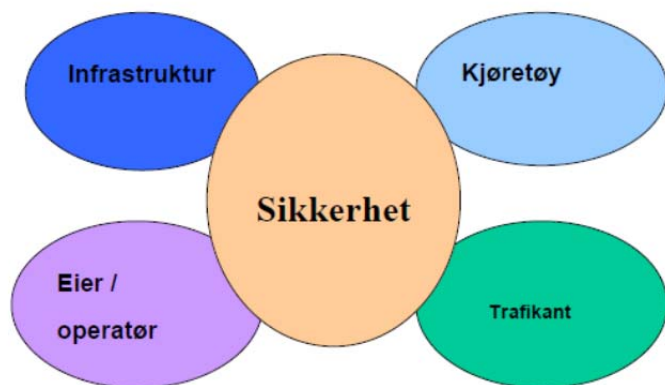 Infrastruktur
Kjøretøy
Sikkerhet
Eier /
operatør
Trafikant